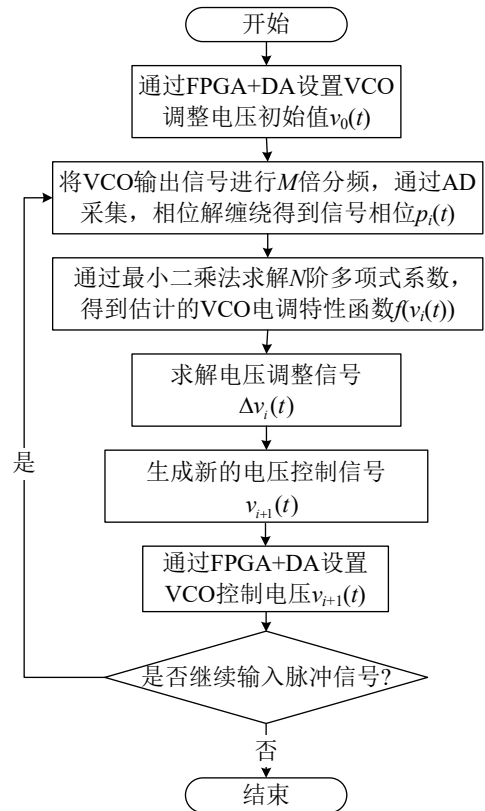 开始
通过FPGA+DA设置VCO
调整电压初始值v₀(t)
将VCO输出信号进行M倍分频，通过AD
采集，相位解缠绕得到信号相位pᵢ(t)
通过最小二乘法求解N阶多项式系数，
得到估计的VCO电调特性函数f(vᵢ(t))
求解电压调整信号
Δvᵢ(t)
生成新的电压控制信号
vᵢ₊₁(t)
通过FPGA+DA设置
VCO控制电压vᵢ₊₁(t)
是否继续输入脉冲信号?
是
否
结束